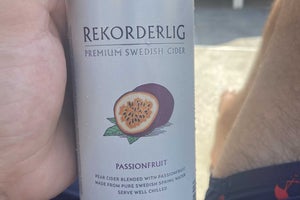 REKORDERLIG
PREMIUM SWEDISH CIDER
PASSIONFRUIT
PEAR CIDER BLENDED WITH PASSIONFRUIT
MADE FROM PURE SWEDISH SPRING WATER
SERVE WELL CHILLED